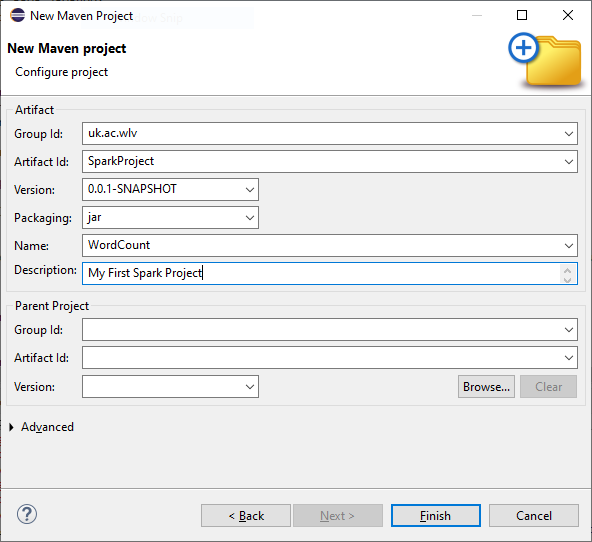 New Maven Project
New Maven project
Configure project
Artifact
Group Id: uk.ac.wlv
Artifact Id: SparkProject
Version: 0.0.1-SNAPSHOT
Packaging: jar
Name: WordCount
Description: My First Spark Project
Parent Project
Group Id:
Artifact Id:
Version: Browse... Clear
Advanced
? < Back Next > Finish Cancel